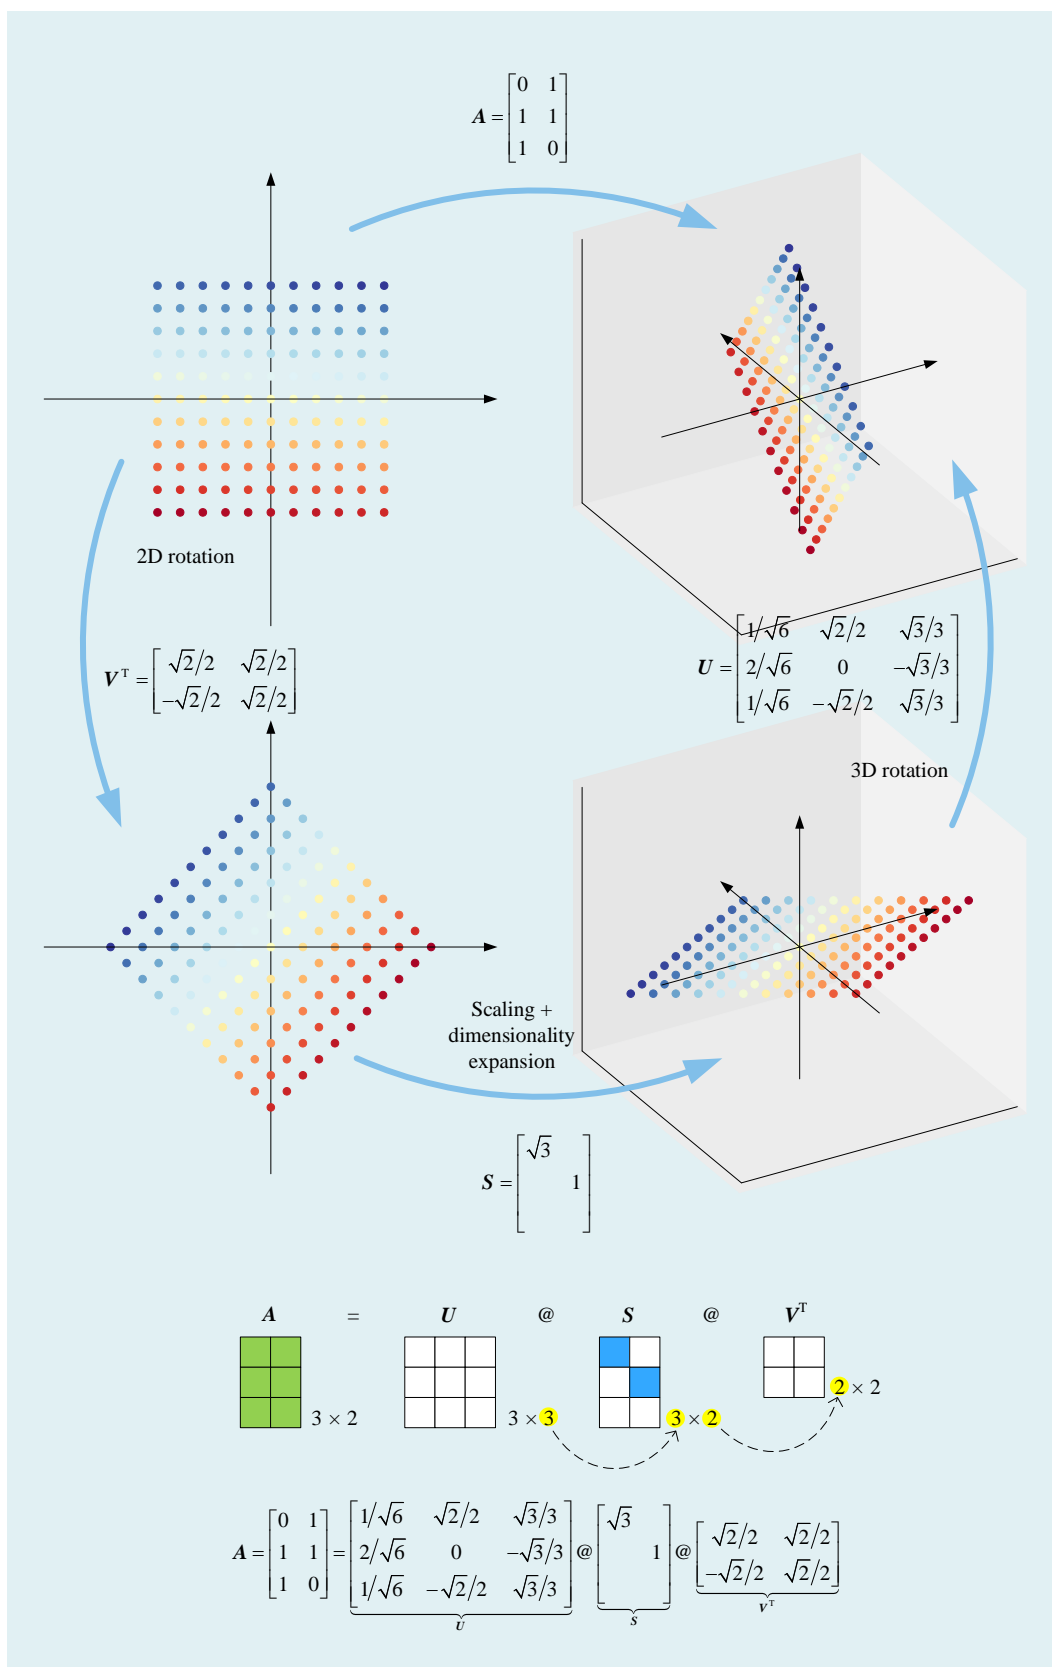 A = [0 1
1 1
1 0]
2D rotation
V^T = [√2/2 √2/2
−√2/2 √2/2]
U = [1/√6 √2/2 √3/3
2/√6 0 −√3/3
1/√6 −√2/2 √3/3]
3D rotation
Scaling +
dimensionality
expansion
S = [√3
1]
A = U @ S @ V^T
3 × 2 3 × 3 3 × 2 2 × 2
A = [0 1 = [1/√6 √2/2 √3/3 @ [√3 @ [√2/2 √2/2
1 1 2/√6 0 −√3/3 1 −√2/2 √2/2]
1 0] 1/√6 −√2/2 √3/3] ]
U S V^T